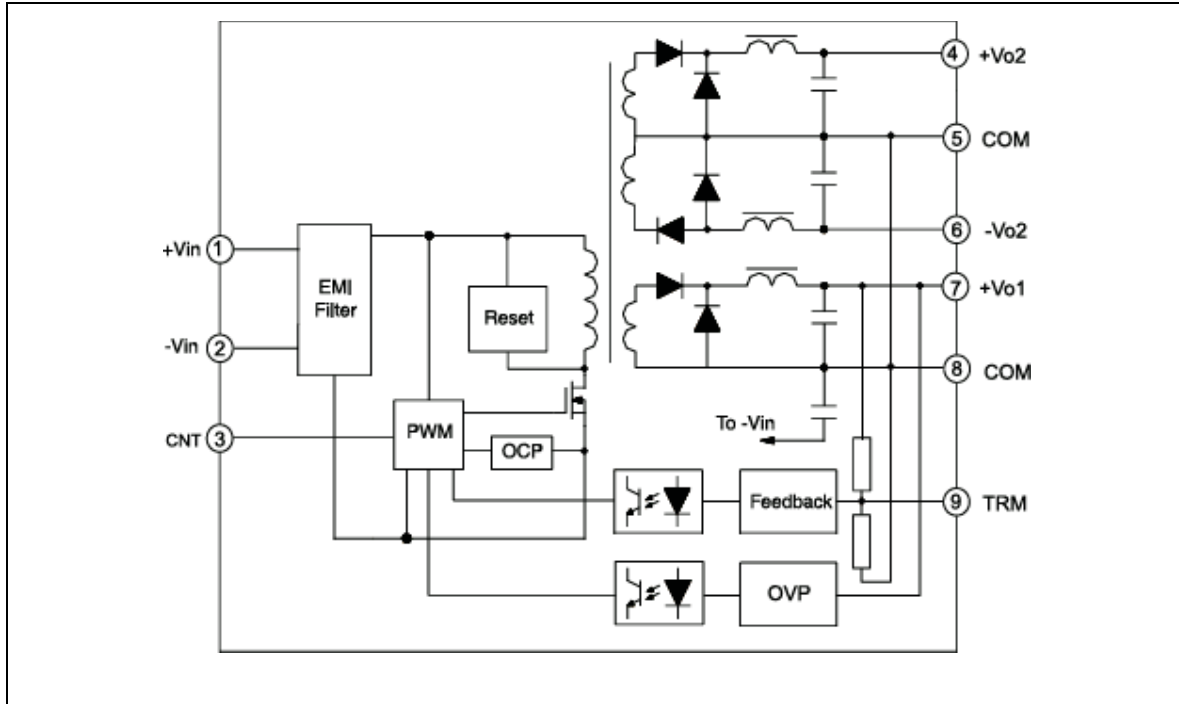 4 +Vo2
5 COM
6 -Vo2
+Vin 1
EMI
Filter
Reset
7 +Vo1
-Vin 2
8 COM
To -Vin
CNT 3
PWM
OCP
Feedback
9 TRM
OVP